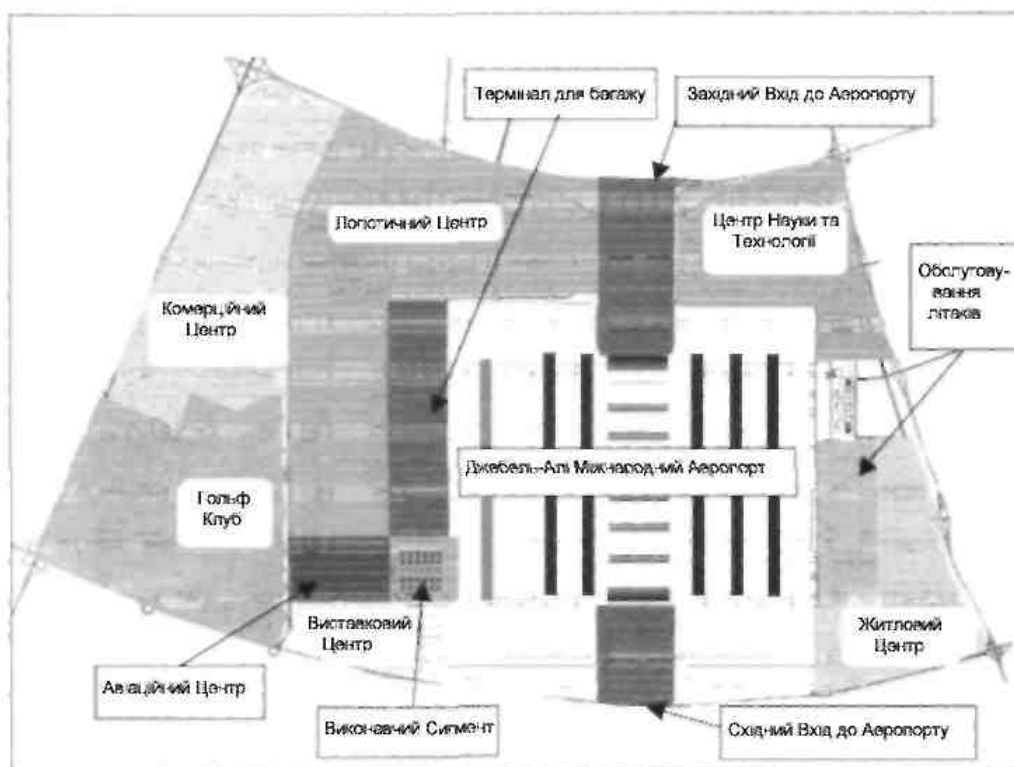 Термінал для багажу
Західний Вхід до Аеропорту
Логістичний Центр
Центр Науки та
Технології
Обслутову-
вання
літаків
Комерційний
Центр
Джебель-Алі Міжнародний Аеропорт
Гольф
Клуб
Виставковий
Центр
Житловий
Центр
Авіаційний Центр
Виконавчий Сигмент
Східний Вхід до Аеропорту